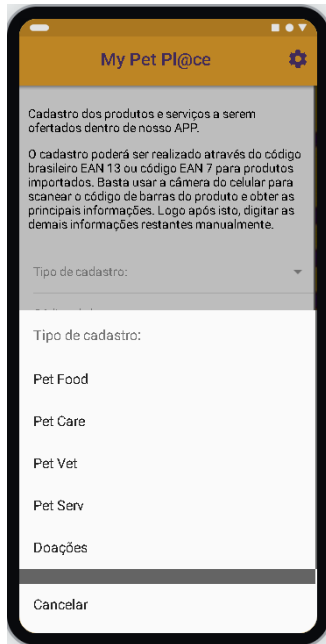 My Pet Pl@ce
Cadastro dos produtos e serviços a serem
ofertados dentro de nosso APP.
O cadastro poderá ser realizado através do código
brasileiro EAN 13 ou código EAN 7 para produtos
importados. Basta usar a câmera do celular para
scanear o código de barras do produto e obter as
principais informações. Logo após isto, digitar as
demais informações restantes manualmente.
Tipo de cadastro:
Tipo de cadastro:
Pet Food
Pet Care
Pet Vet
Pet Serv
Doações
Cancelar